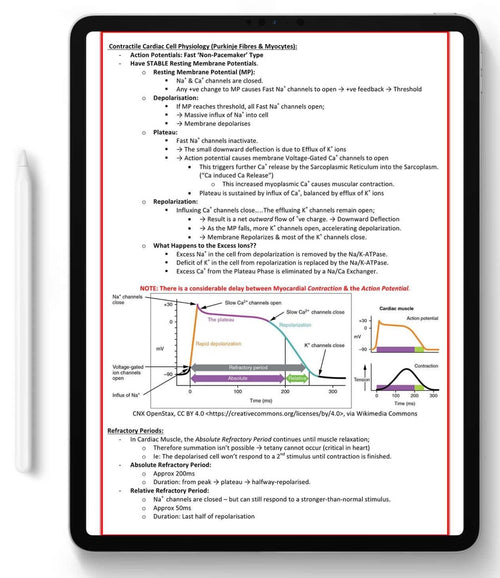 Contractile Cardiac Cell Physiology (Purkinje Fibres & Myocytes):
- Action Potentials: Fast 'Non-Pacemaker' Type
- Have STABLE Resting Membrane Potentials.
o Resting Membrane Potential (MP):
▪ Na⁺ & Ca⁺ channels are closed.
▪ Any +ve change to MP causes Fast Na⁺ channels to open → +ve feedback → Threshold
o Depolarisation:
▪ If MP reaches threshold, all Fast Na⁺ channels open;
▪ → Massive influx of Na⁺ into cell
▪ → Membrane depolarises
o Plateau:
▪ Fast Na⁺ channels inactivate.
▪ → The small downward deflection is due to Efflux of K⁺ ions
▪ → Action potential causes membrane Voltage-Gated Ca⁺ channels to open
• This triggers further Ca⁺ release by the Sarcoplasmic Reticulum into the Sarcoplasm.
("Ca induced Ca Release")
o This increased myoplasmic Ca⁺ causes muscular contraction.
• Plateau is sustained by influx of Ca⁺, balanced by efflux of K⁺ ions
o Repolarization:
▪ Influxing Ca⁺ channels close.....The effluxing K⁺ channels remain open;
• → Result is a net outward flow of ⁺ve charge. → Downward Deflection
• → As the MP falls, more K⁺ channels open, accelerating depolarization.
• → Membrane Repolarizes & most of the K⁺ channels close.
o What Happens to the Excess Ions??
▪ Excess Na⁺ in the cell from depolarization is removed by the Na/K-ATPase.
▪ Deficit of K⁺ in the cell from repolarization is replaced by the Na/K-ATPase.
▪ Excess Ca⁺ from the Plateau Phase is eliminated by a Na/Ca Exchanger.
NOTE: There is a considerable delay between Myocardial Contraction & the Action Potential.
Na⁺ channels
close
+30
0
mV
−90
Slow Ca²⁺ channels open
The plateau
Slow Ca²⁺ channels
close
Repolarization
Rapid depolarization
K⁺ channels close
Voltage-gated
ion channels
open
Influx of Na⁺
Refractory period
Absolute
Relative
0
100
200
300
Time (ms)
Cardiac muscle
+30
0
mV
−90
Action potential
Contraction
Tension
Time (ms)
CNX OpenStax, CC BY 4.0 <https://creativecommons.org/licenses/by/4.0>, via Wikimedia Commons
Refractory Periods:
- In Cardiac Muscle, the Absolute Refractory Period continues until muscle relaxation;
o Therefore summation isn't possible → tetany cannot occur (critical in heart)
o Ie: The depolarised cell won't respond to a 2ⁿᵈ stimulus until contraction is finished.
- Absolute Refractory Period:
o Approx 200ms
o Duration: from peak → plateau → halfway-repolarised.
- Relative Refractory Period:
o Na⁺ channels are closed – but can still respond to a stronger-than-normal stimulus.
o Approx 50ms
o Duration: Last half of repolarisation